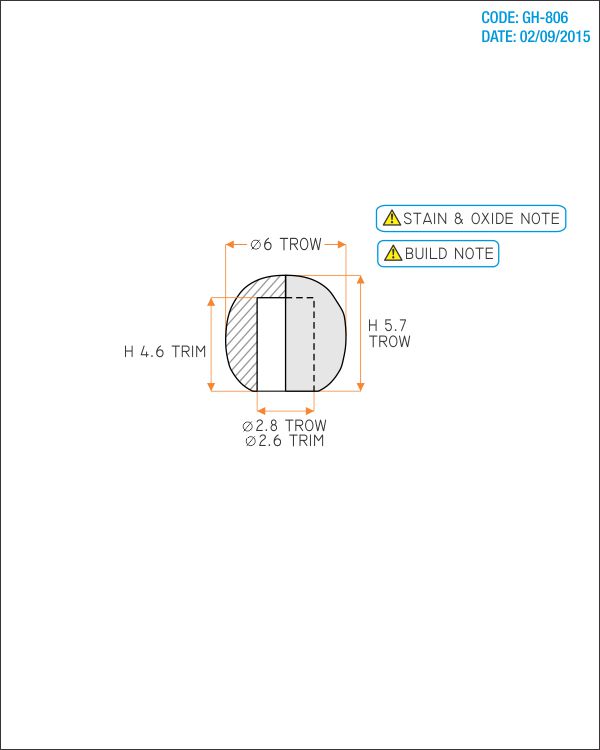 CODE: GH-806
DATE: 02/09/2015
STAIN & OXIDE NOTE
⌀6 TROW
BUILD NOTE
H 5.7
TROW
H 4.6 TRIM
⌀2.8 TROW
⌀2.6 TRIM